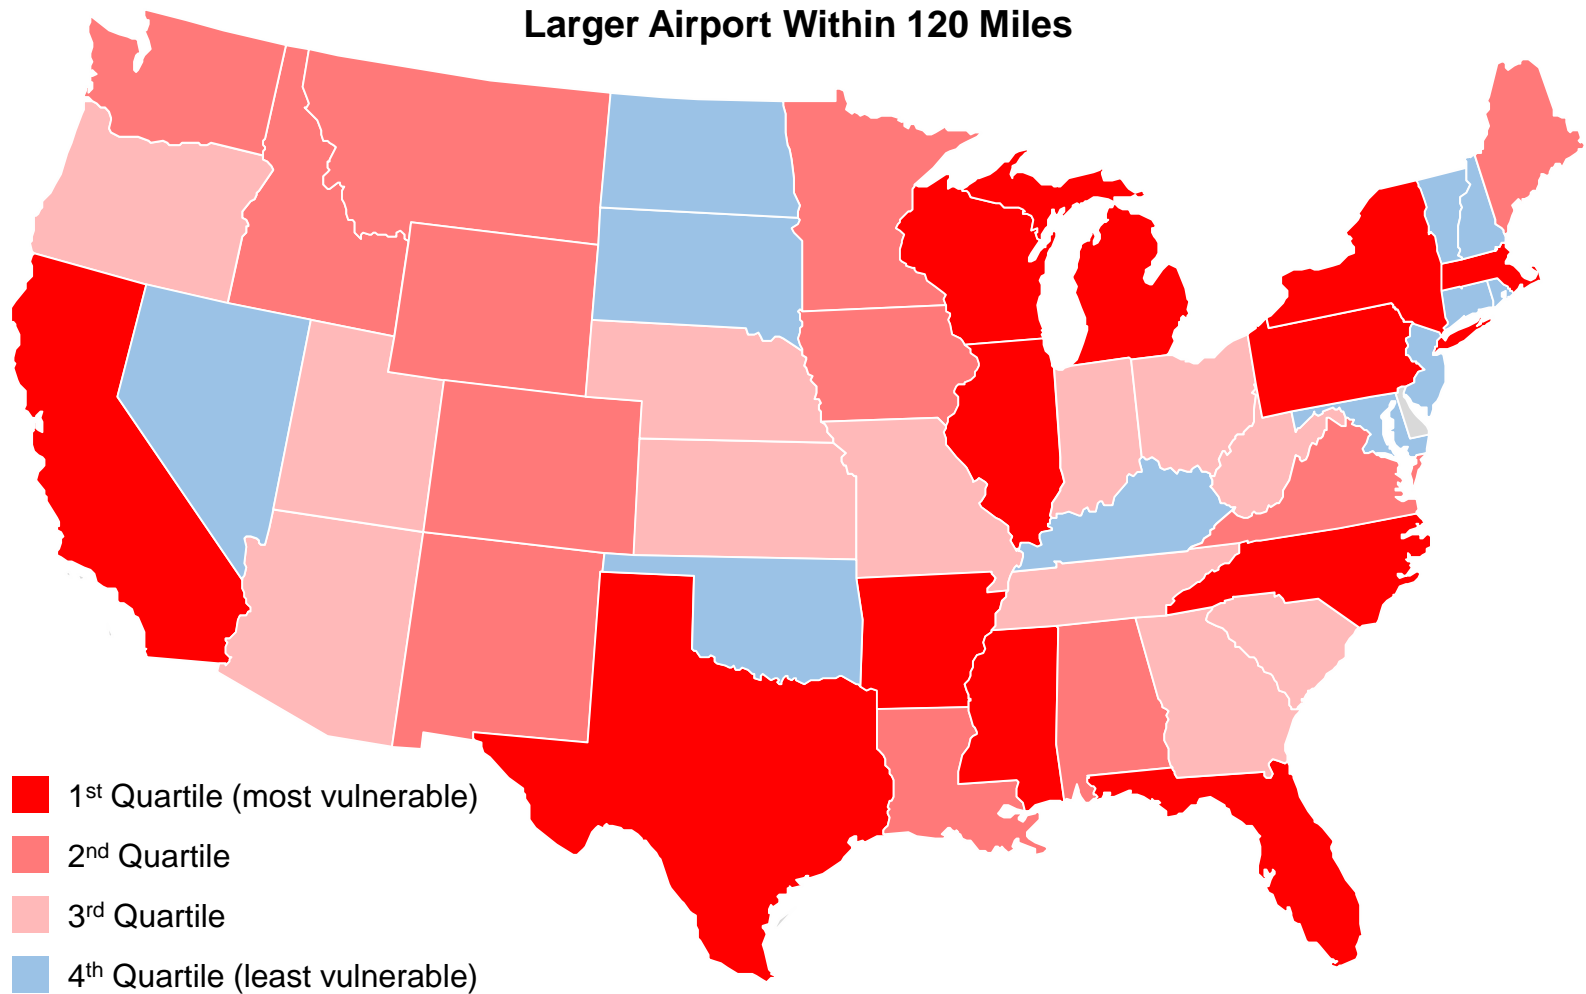 Larger Airport Within 120 Miles
1st Quartile (most vulnerable)
2nd Quartile
3rd Quartile
4th Quartile (least vulnerable)